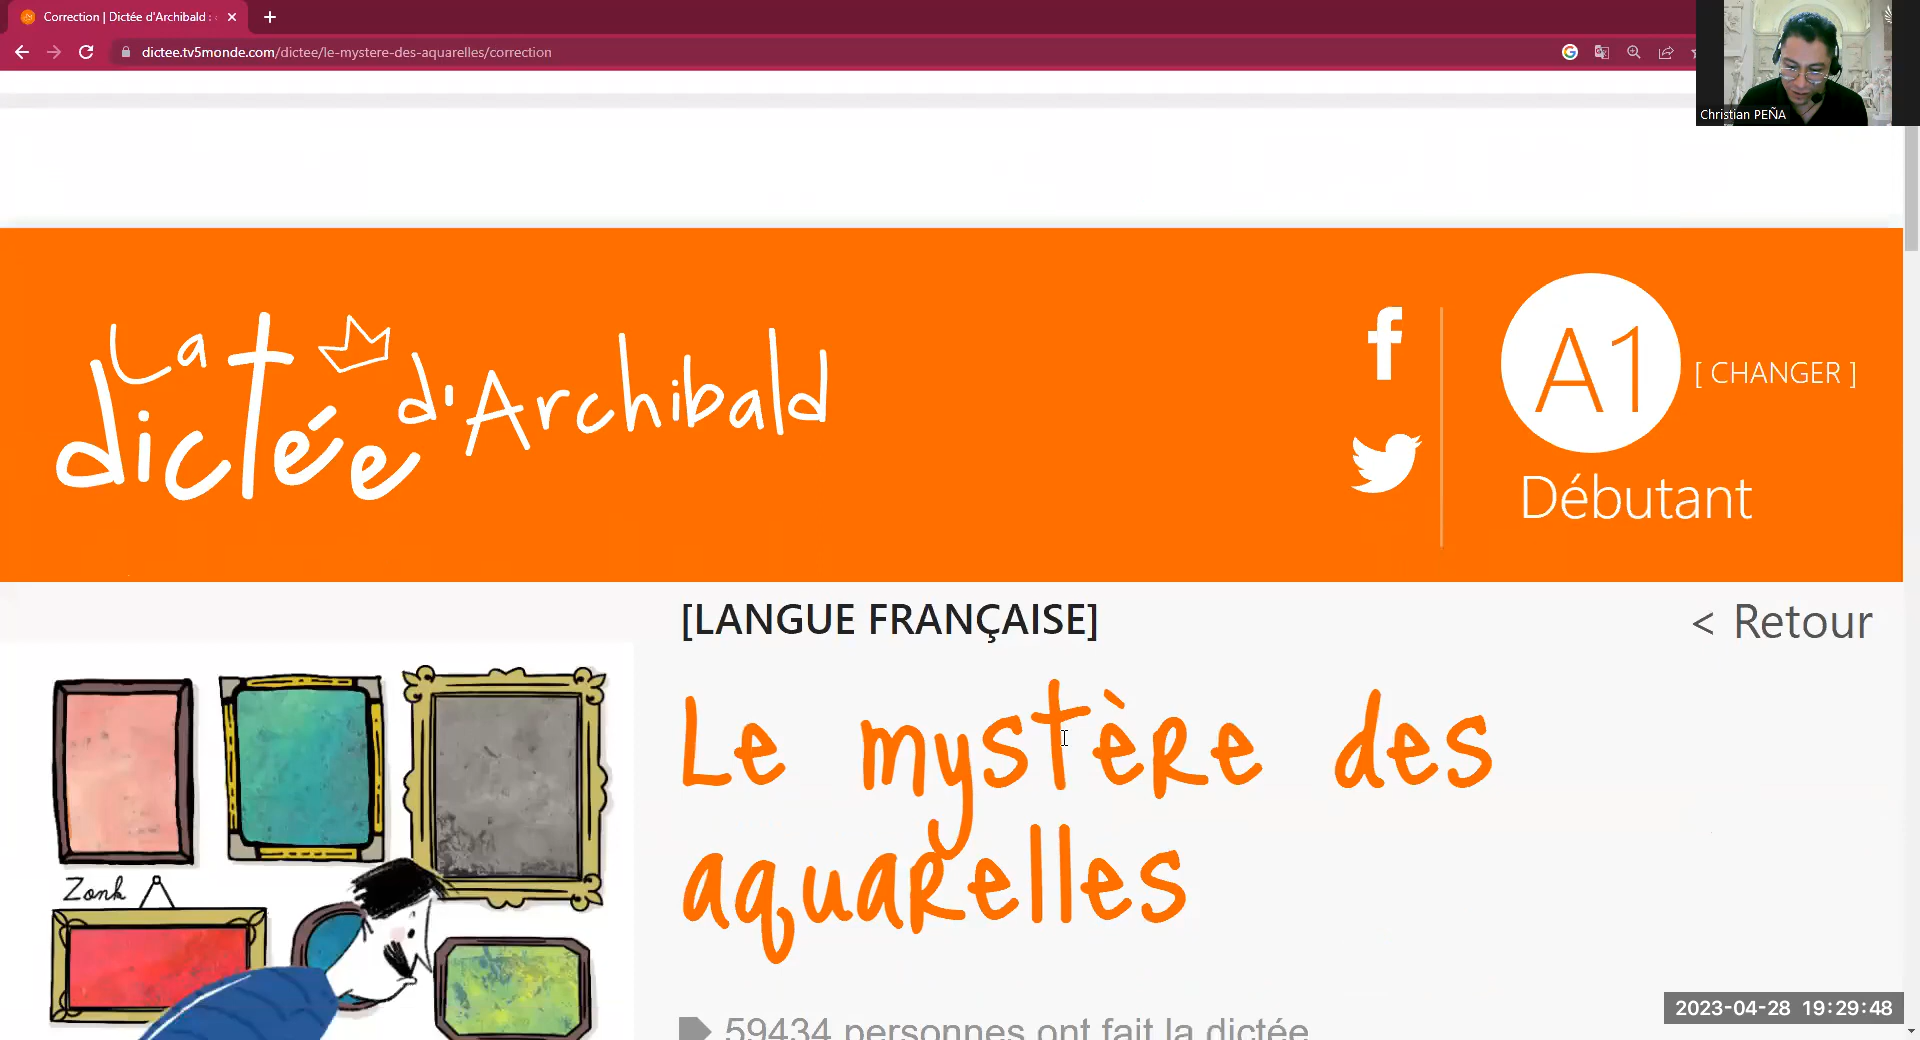 Correction | Dictée d'Archibald :
dictee.tv5monde.com/dictee/le-mystere-des-aquarelles/correction
Christian PEÑA
La dictée d'Archibald
A1
[ CHANGER ]
Débutant
[LANGUE FRANÇAISE]
< Retour
Le mystère des
aquarelles
Zonk
59434 personnes ont fait la dictée
2023-04-28 19:29:48